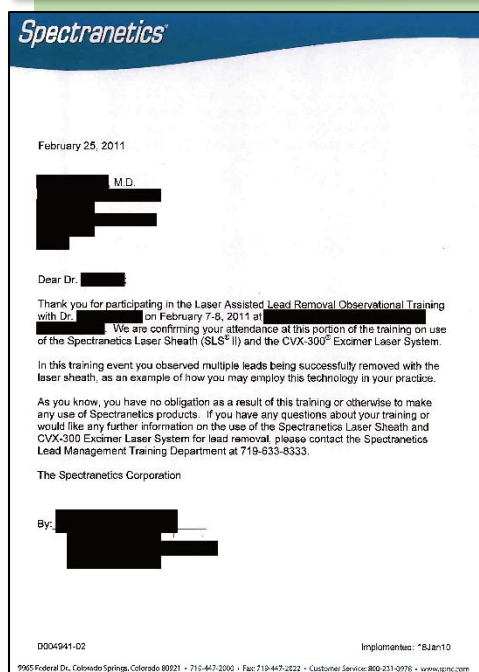 Spectranetics®
February 25, 2011
, M.D.
Dear Dr. :
Thank you for participating in the Laser Assisted Lead Removal Observational Training
with Dr. on February 7-8, 2011 at
. We are confirming your attendance at this portion of the training on use
of the Spectranetics Laser Sheath (SLS® II) and the CVX-300® Excimer Laser System.
In this training event you observed multiple leads being successfully removed with the
laser sheath, as an example of how you may employ this technology in your practice.
As you know, you have no obligation as a result of this training or otherwise to make
any use of Spectranetics products. If you have any questions about your training or
would like any further information on the use of the Spectranetics Laser Sheath and
CVX-300 Excimer Laser System for lead removal, please contact the Spectranetics
Lead Management Training Department at 719-633-8333.
The Spectranetics Corporation
By:
D004941-02 Implemented: 18Jan10
9965 Federal Dr., Colorado Springs, Colorado 80921 • 719-447-2000 • Fax: 719-447-2022 • Customer Service: 800-231-0978 • www.spnc.com